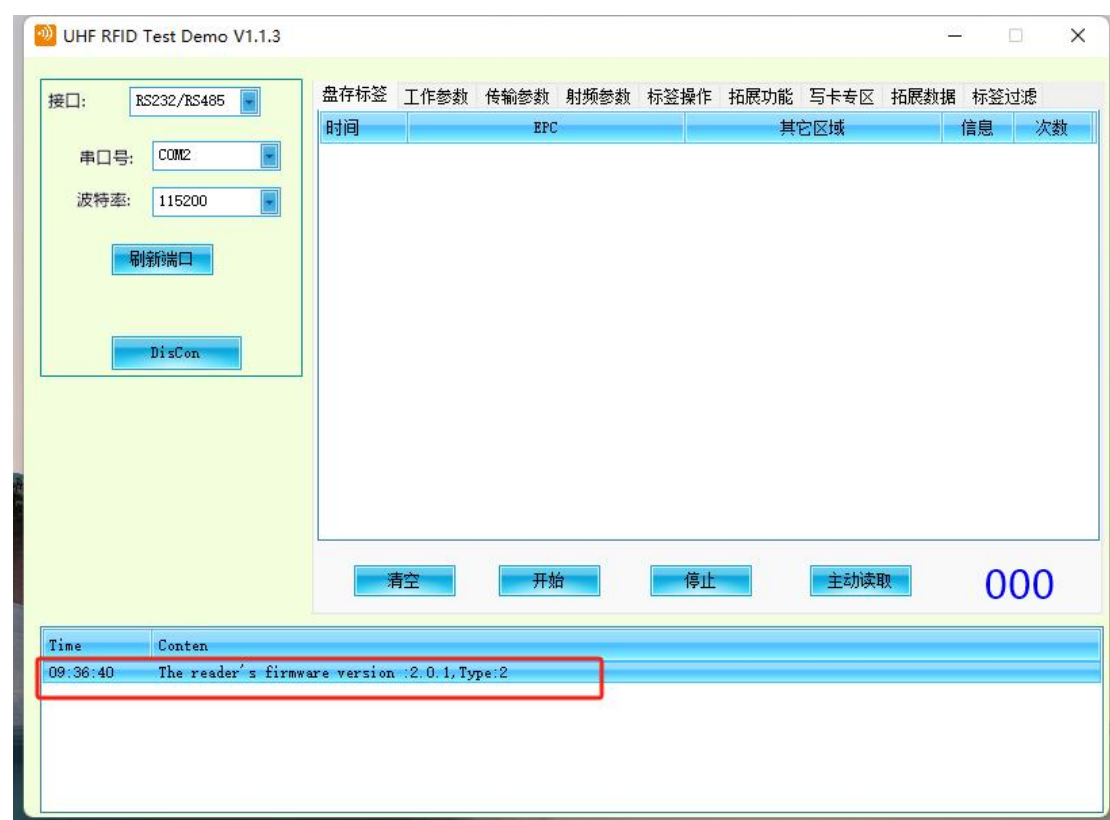 UHF RFID Test Demo V1.1.3
接口: RS232/RS485
串口号: COM2
波特率: 115200
刷新端口
DisCon
盘存标签 工作参数 传输参数 射频参数 标签操作 拓展功能 写卡专区 拓展数据 标签过滤
时间 EPC 其它区域 信息 次数
清空 开始 停止 主动读取 000
Time Conten
09:36:40 The reader's firmware version :2.0.1,Type:2